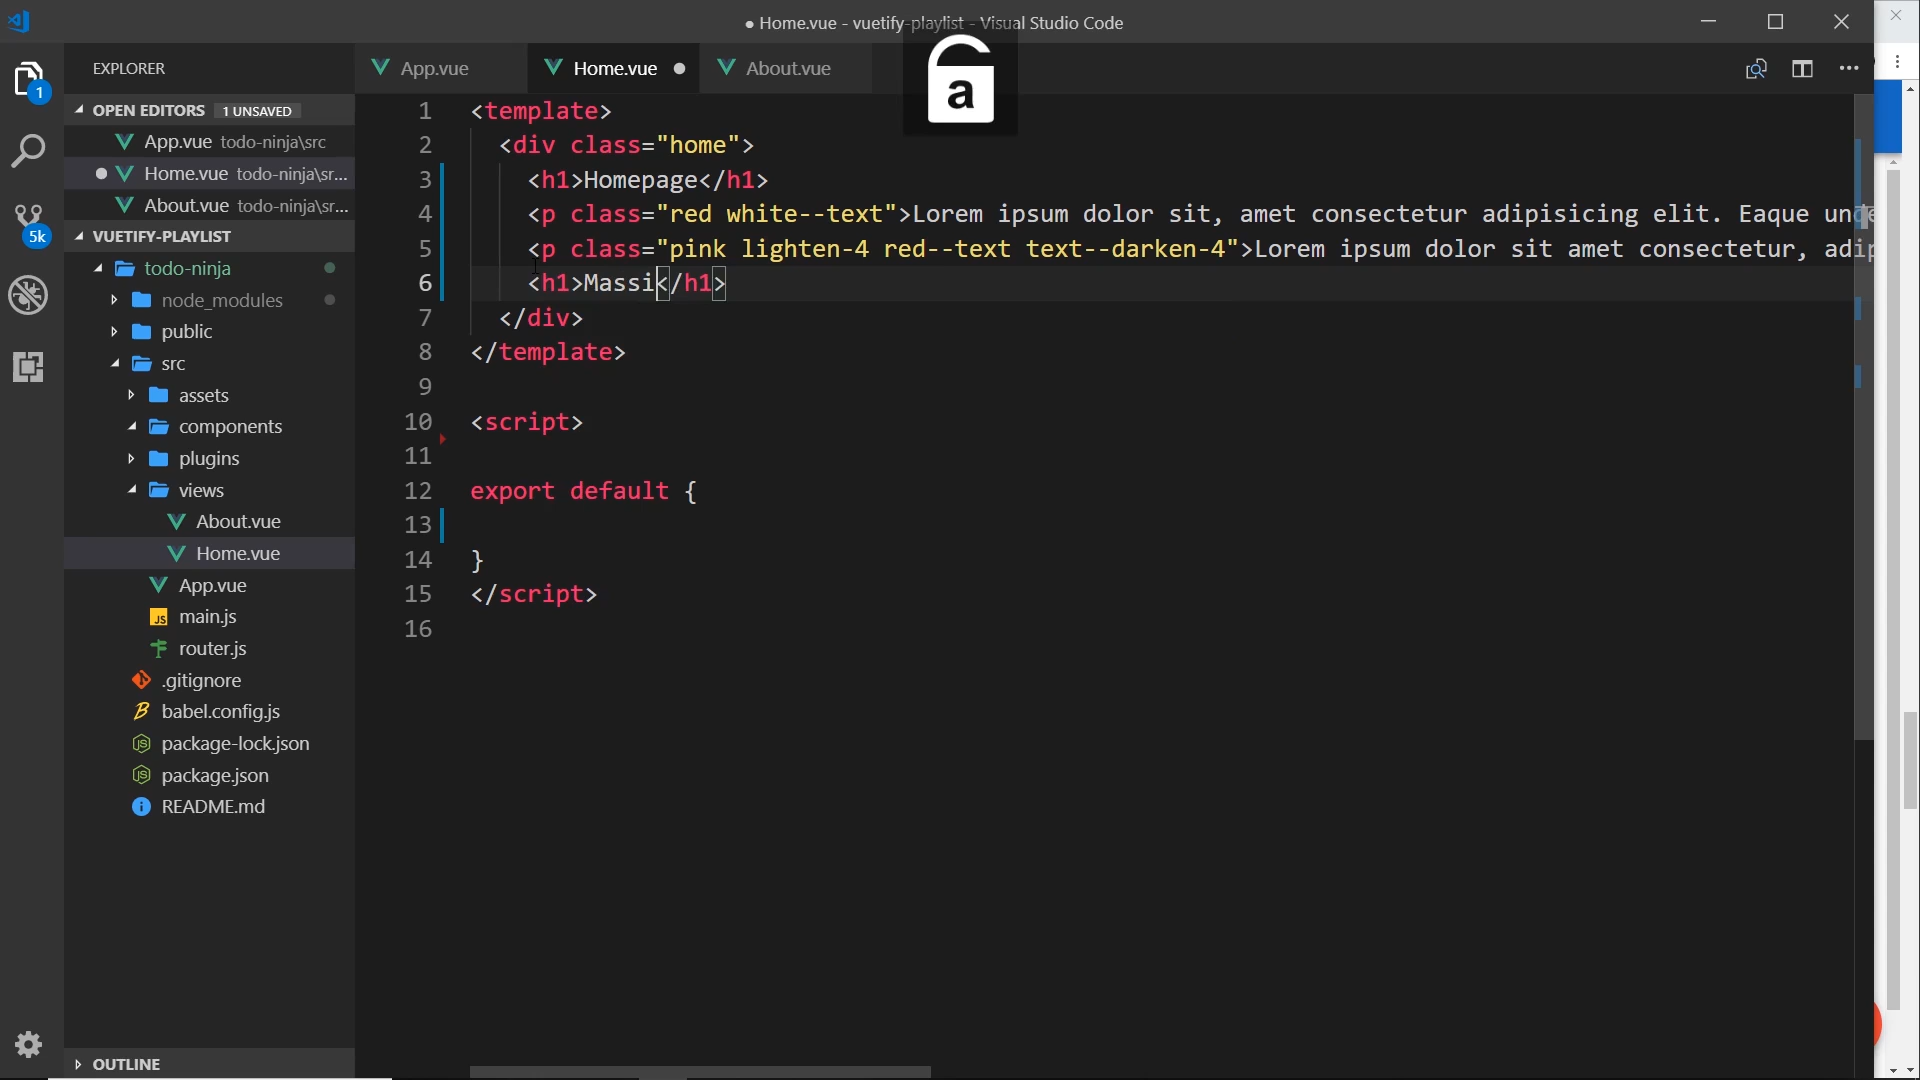 ● Home.vue - vuetify-playlist - Visual Studio Code
a
EXPLORER
App.vue
Home.vue ●
About.vue
1
OPEN EDITORS 1 UNSAVED
App.vue todo-ninja\src
Home.vue todo-ninja\sr...
About.vue todo-ninja\sr...
5k
VUETIFY-PLAYLIST
todo-ninja
node_modules
public
src
assets
components
plugins
views
About.vue
Home.vue
App.vue
JS main.js
router.js
.gitignore
babel.config.js
package-lock.json
package.json
README.md
OUTLINE
1 <template>
2 <div class="home">
3 <h1>Homepage</h1>
4 <p class="red white--text">Lorem ipsum dolor sit, amet consectetur adipisicing elit. Eaque unde
5 <p class="pink lighten-4 red--text text--darken-4">Lorem ipsum dolor sit amet consectetur, adip
6 <h1>Massi</h1>
7 </div>
8 </template>
9
10 <script>
11
12 export default {
13
14 }
15 </script>
16